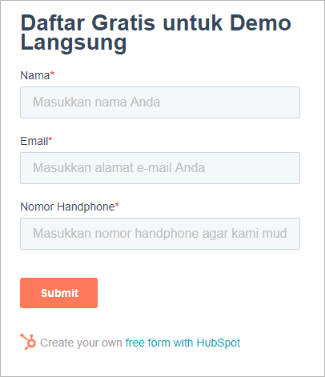 Daftar Gratis untuk Demo
Langsung
Nama*
Masukkan nama Anda
Email*
Masukkan alamat e-mail Anda
Nomor Handphone*
Masukkan nomor handphone agar kami mud
Submit
Create your own free form with HubSpot